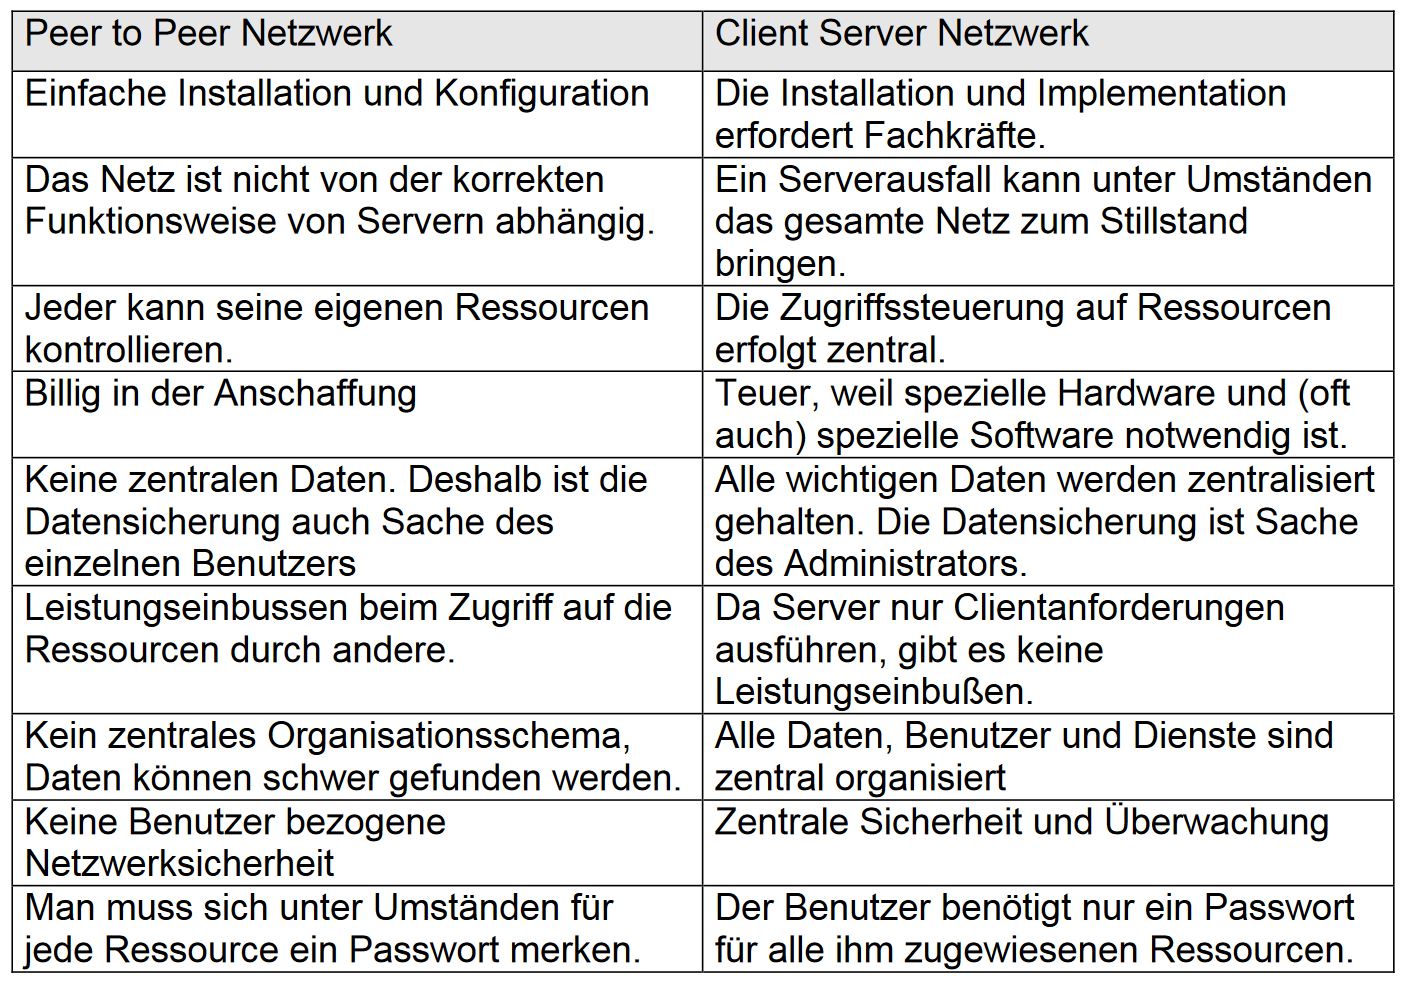 Peer to Peer Netzwerk
Client Server Netzwerk
Einfache Installation und Konfiguration
Die Installation und Implementation
erfordert Fachkräfte.
Das Netz ist nicht von der korrekten
Funktionsweise von Servern abhängig.
Ein Serverausfall kann unter Umständen
das gesamte Netz zum Stillstand
bringen.
Jeder kann seine eigenen Ressourcen
kontrollieren.
Die Zugriffssteuerung auf Ressourcen
erfolgt zentral.
Billig in der Anschaffung
Teuer, weil spezielle Hardware und (oft
auch) spezielle Software notwendig ist.
Keine zentralen Daten. Deshalb ist die
Datensicherung auch Sache des
einzelnen Benutzers
Alle wichtigen Daten werden zentralisiert
gehalten. Die Datensicherung ist Sache
des Administrators.
Leistungseinbussen beim Zugriff auf die
Ressourcen durch andere.
Da Server nur Clientanforderungen
ausführen, gibt es keine
Leistungseinbußen.
Kein zentrales Organisationsschema,
Daten können schwer gefunden werden.
Alle Daten, Benutzer und Dienste sind
zentral organisiert
Keine Benutzer bezogene
Netzwerksicherheit
Zentrale Sicherheit und Überwachung
Man muss sich unter Umständen für
jede Ressource ein Passwort merken.
Der Benutzer benötigt nur ein Passwort
für alle ihm zugewiesenen Ressourcen.